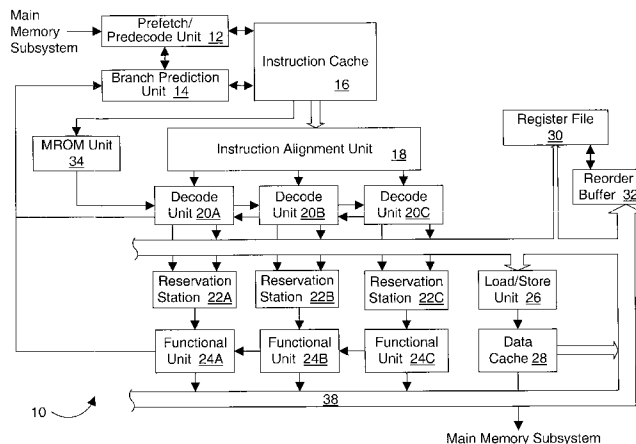 Main
Memory
Subsystem
Prefetch/
Predecode Unit 12
Branch Prediction
Unit 14
Instruction Cache
16
MROM Unit
34
Instruction Alignment Unit
18
Register File
30
Reorder
Buffer 32
Decode
Unit 20A
Decode
Unit 20B
Decode
Unit 20C
Reservation
Station 22A
Reservation
Station 22B
Reservation
Station 22C
Load/Store
Unit 26
Functional
Unit 24A
Functional
Unit 24B
Functional
Unit 24C
Data
Cache 28
38
10
Main Memory Subsystem